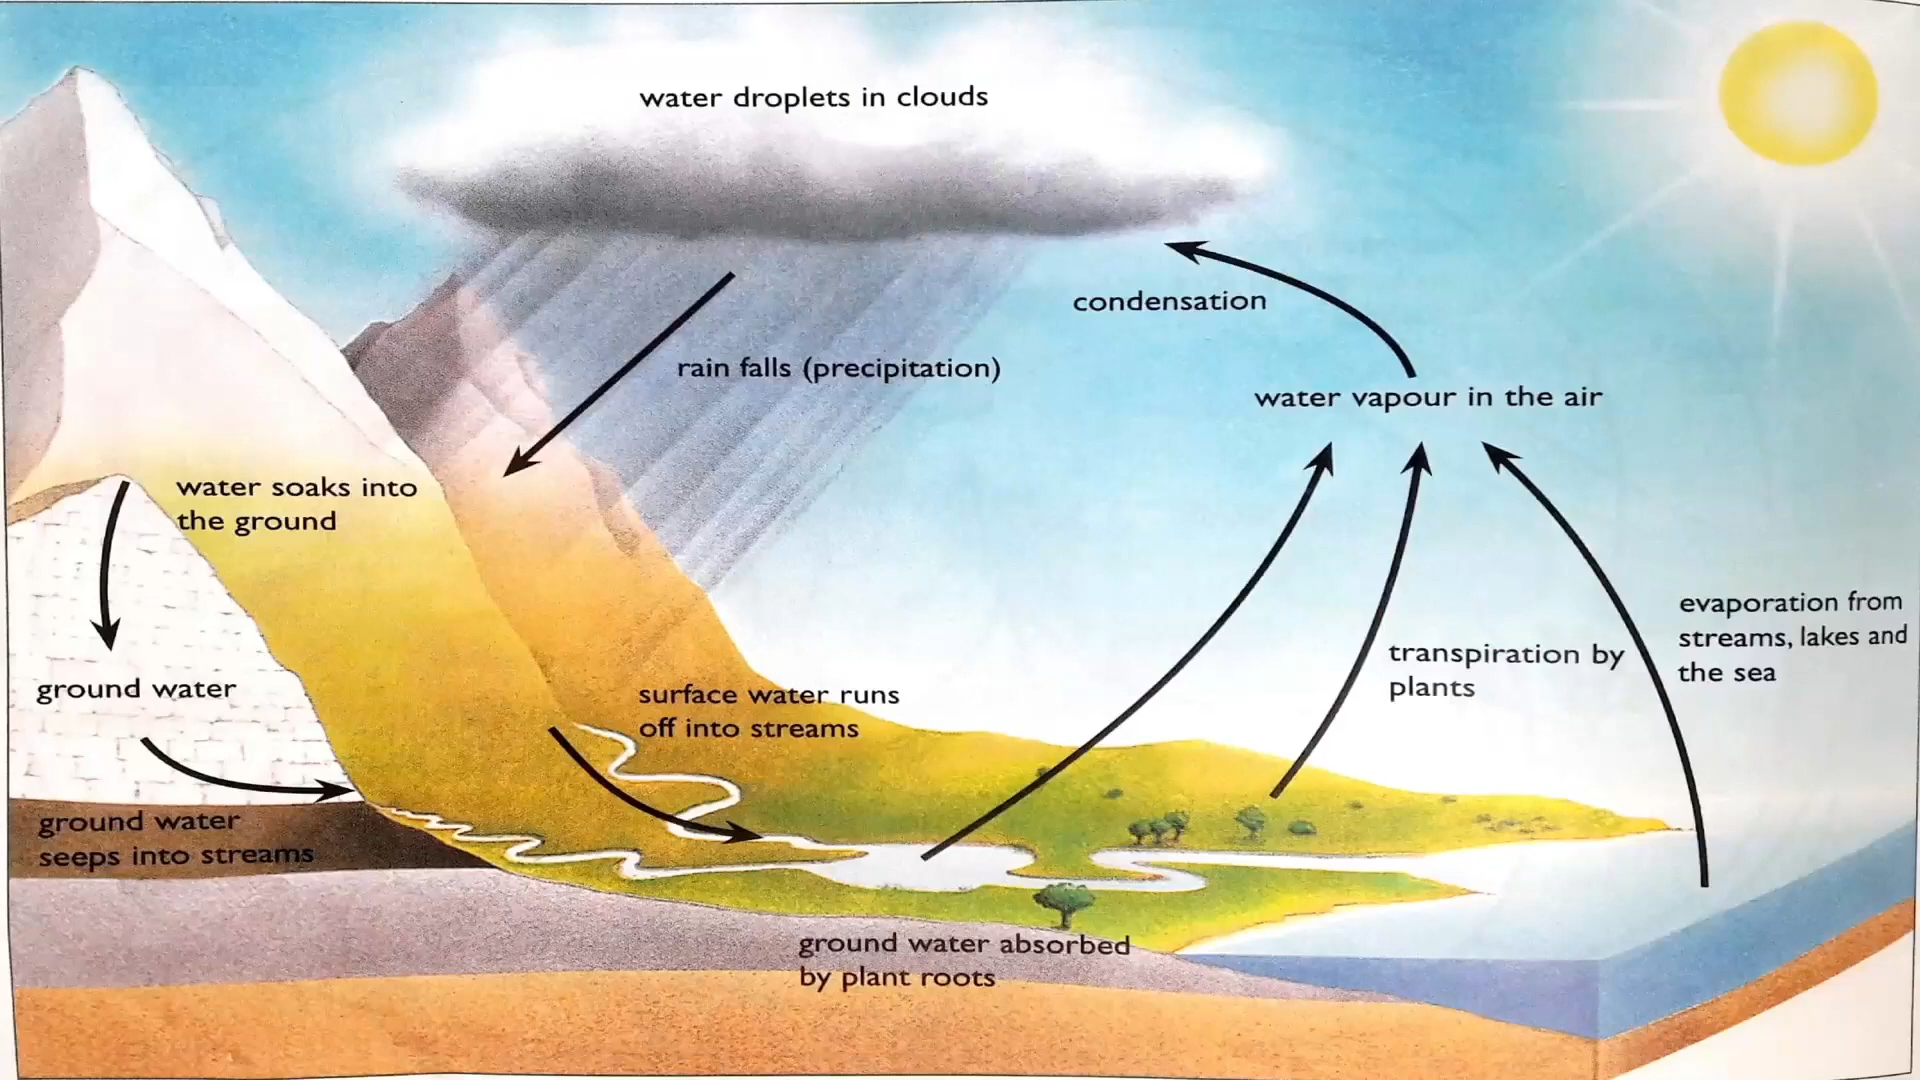 water droplets in clouds
condensation
rain falls (precipitation)
water vapour in the air
water soaks into
the ground
evaporation from
streams, lakes and
the sea
transpiration by
plants
ground water
surface water runs
off into streams
ground water
seeps into streams
ground water absorbed
by plant roots